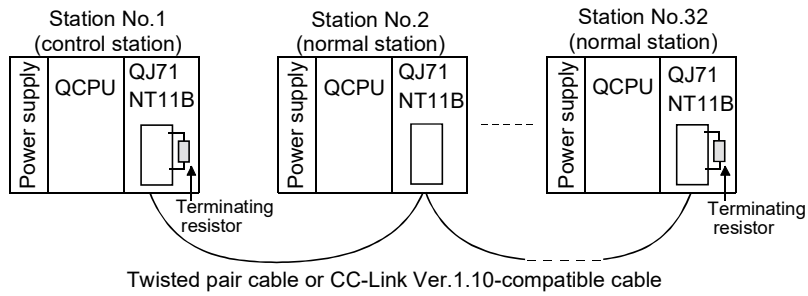 Station No.1
(control station)
Power supply
QCPU
QJ71
NT11B
Terminating
resistor
Station No.2
(normal station)
Power supply
QCPU
QJ71
NT11B
Station No.32
(normal station)
Power supply
QCPU
QJ71
NT11B
Terminating
resistor
Twisted pair cable or CC-Link Ver.1.10-compatible cable